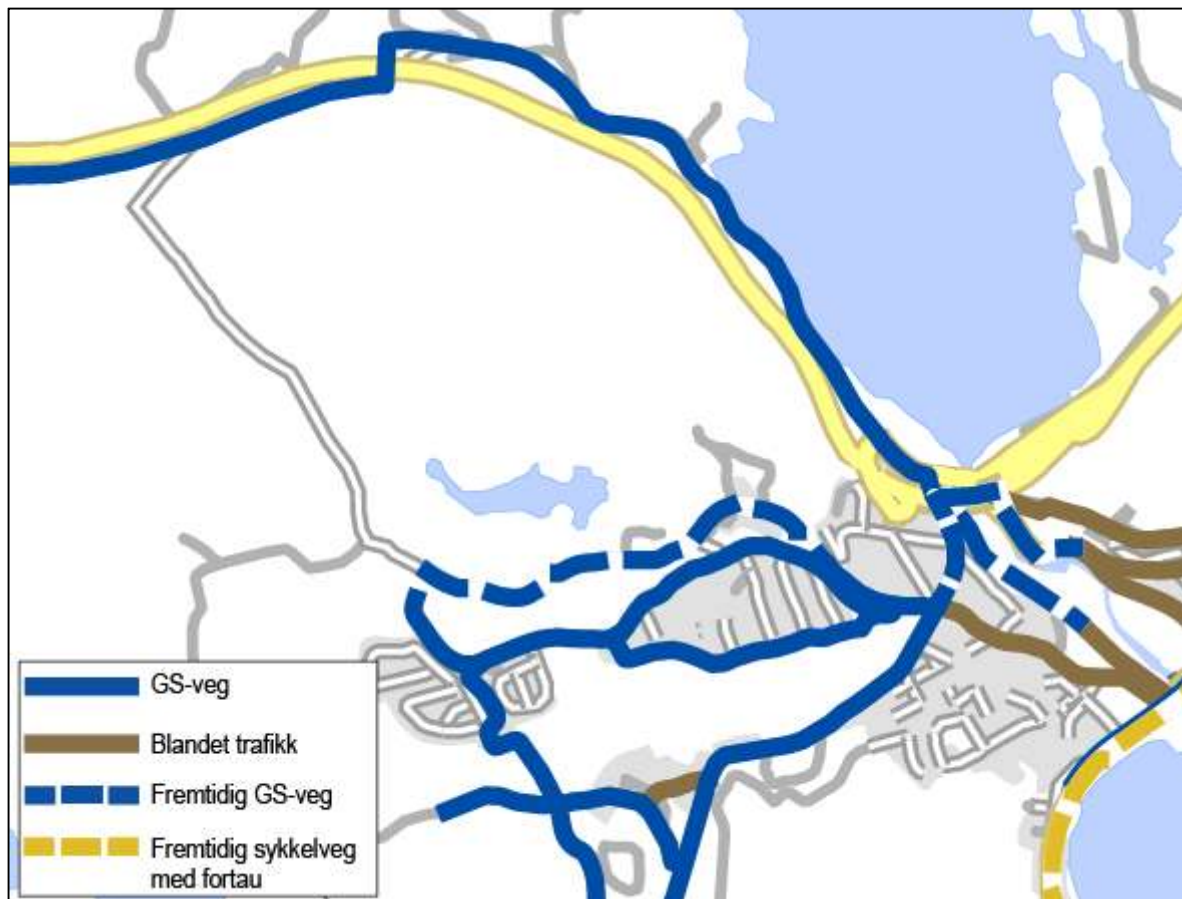 GS-veg
Blandet trafikk
Fremtidig GS-veg
Fremtidig sykkelveg
med fortau